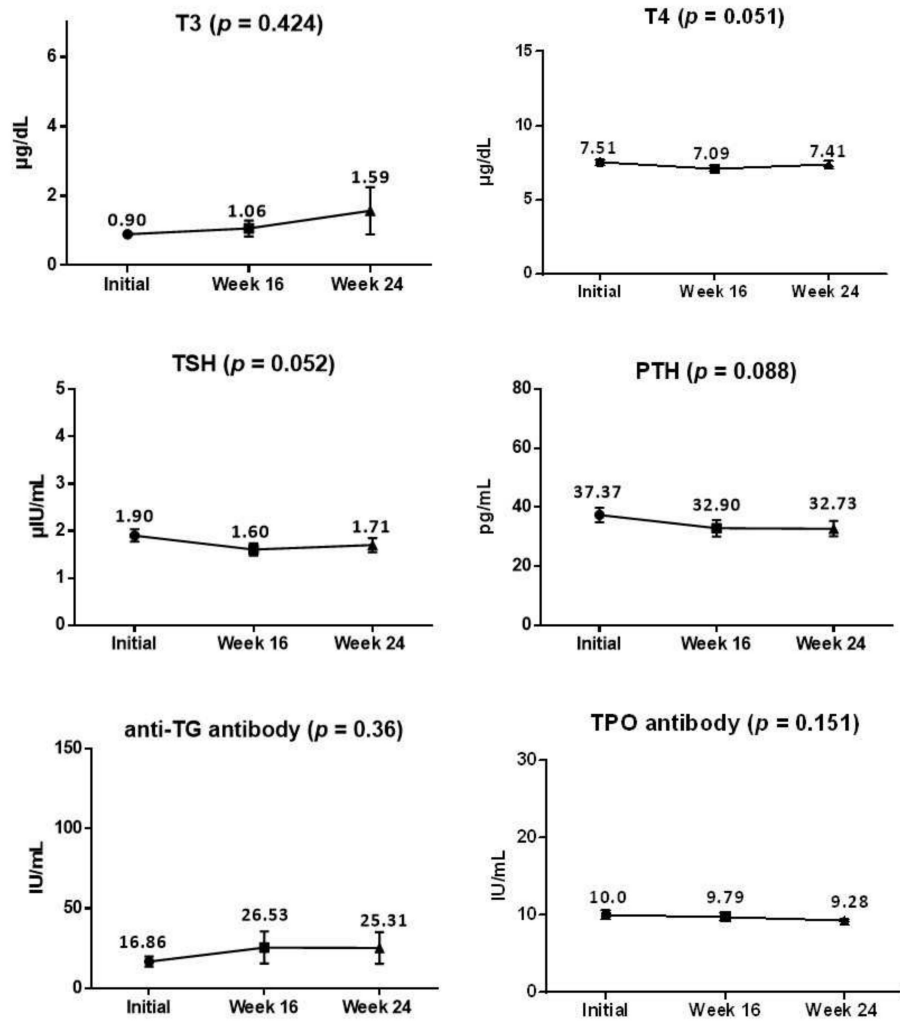 T3 (p = 0.424)
µg/dL
6
4
2
0
0.90
1.06
1.59
Initial Week 16 Week 24
T4 (p = 0.051)
µg/dL
15
10
5
0
7.51
7.09
7.41
Initial Week 16 Week 24
TSH (p = 0.052)
µIU/mL
5
4
3
2
1
0
1.90
1.60
1.71
Initial Week 16 Week 24
PTH (p = 0.088)
pg/mL
80
60
40
20
0
37.37
32.90
32.73
Initial Week 16 Week 24
anti-TG antibody (p = 0.36)
IU/mL
150
100
50
0
16.86
26.53
25.31
Initial Week 16 Week 24
TPO antibody (p = 0.151)
IU/mL
30
20
10
0
10.0
9.79
9.28
Initial Week 16 Week 24